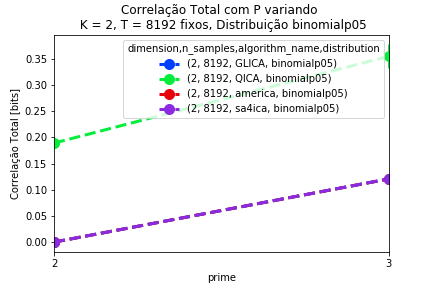 Correlação Total com P variando
K = 2, T = 8192 fixos, Distribuição binomialp05
Correlação Total [bits]
0.35
0.30
0.25
0.20
0.15
0.10
0.05
0.00
dimension,n_samples,algorithm_name,distribution
(2, 8192, GLICA, binomialp05)
(2, 8192, QICA, binomialp05)
(2, 8192, america, binomialp05)
(2, 8192, sa4ica, binomialp05)
2
3
prime